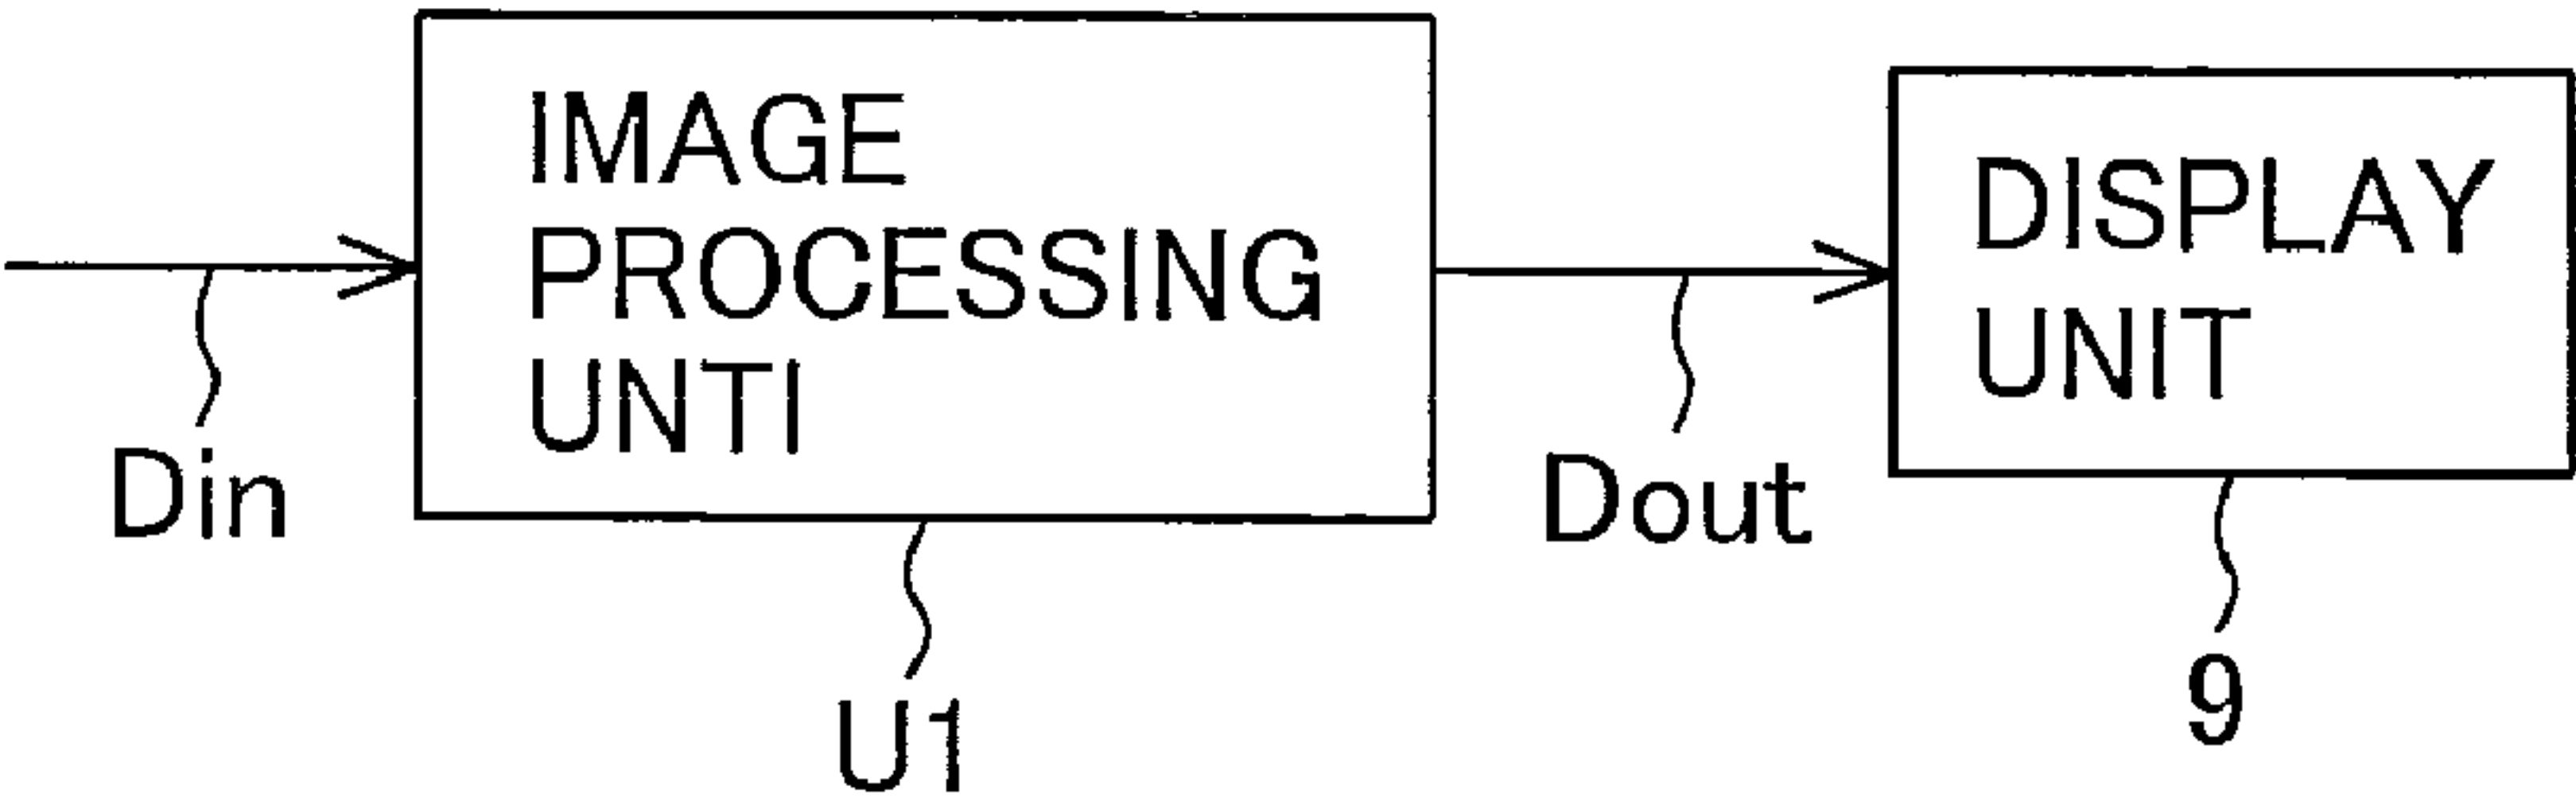 IMAGE
PROCESSING
UNTI
DISPLAY
UNIT
Din
Dout
U1
9